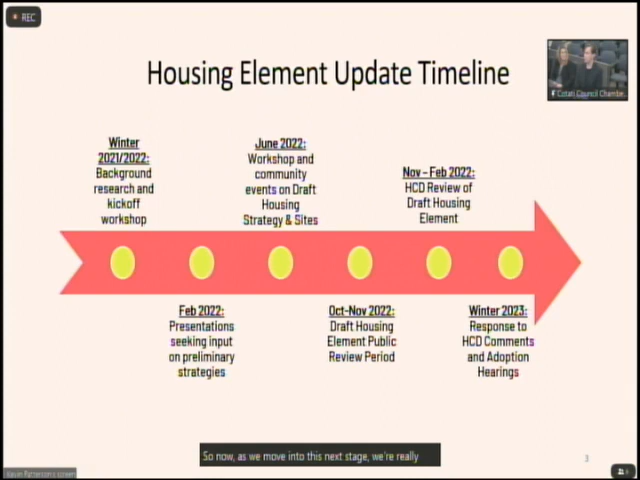 REC
Housing Element Update Timeline
Cotati Council Chambe...
Winter
2021/2022:
Background
research and
kickoff
workshop
June 2022:
Workshop and
community
events on Draft
Housing
Strategy & Sites
Nov – Feb 2022:
HCD Review of
Draft Housing
Element
Feb 2022:
Presentations
seeking input
on preliminary
strategies
Oct-Nov 2022:
Draft Housing
Element Public
Review Period
Winter 2023:
Response to
HCD Comments
and Adoption
Hearings
So now, as we move into this next stage, we're really
3
Kevin Patterson's screen